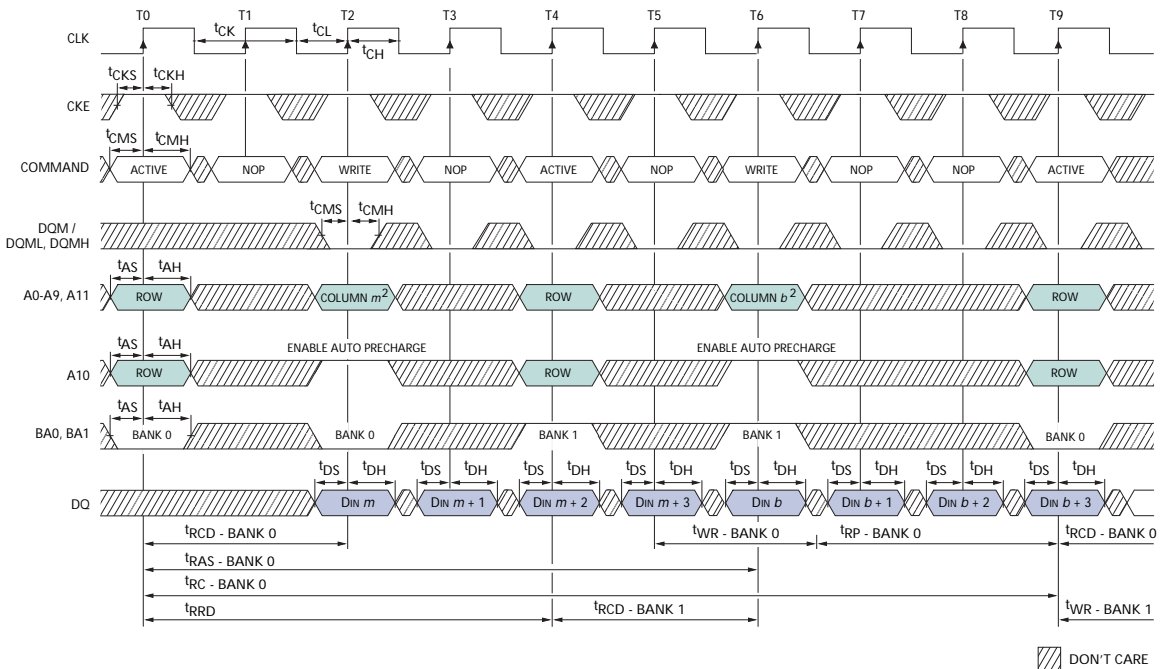 T0 T1 T2 T3 T4 T5 T6 T7 T8 T9
CLK
tCK tCL
tCH
tCKS tCKH
CKE
tCMS tCMH
COMMAND ACTIVE NOP WRITE NOP ACTIVE NOP WRITE NOP NOP ACTIVE
tCMS tCMH
DQM /
DQML, DQMH
tAS tAH
A0-A9, A11 ROW COLUMN m2 ROW COLUMN b2 ROW
tAS tAH
ENABLE AUTO PRECHARGE ENABLE AUTO PRECHARGE
A10 ROW ROW ROW
tAS tAH
BA0, BA1 BANK 0 BANK 0 BANK 1 BANK 1 BANK 0
tDS tDH tDS tDH tDS tDH tDS tDH tDS tDH tDS tDH tDS tDH tDS tDH
DQ DIN m DIN m + 1 DIN m + 2 DIN m + 3 DIN b DIN b + 1 DIN b + 2 DIN b + 3
tRCD - BANK 0 tWR - BANK 0 tRP - BANK 0 tRCD - BANK 0
tRAS - BANK 0
tRC - BANK 0
tRRD tRCD - BANK 1 tWR - BANK 1
DON'T CARE